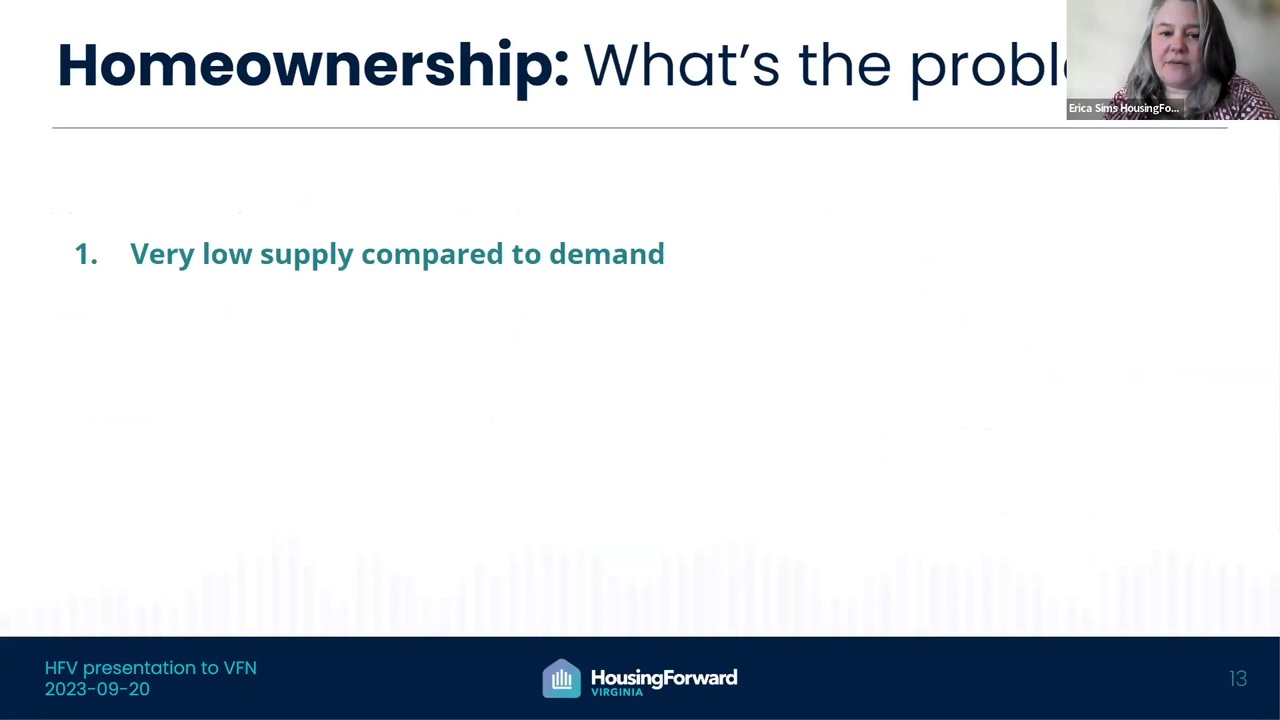 Homeownership: What's the probl
Erica Sims HousingFo...
1. Very low supply compared to demand
HFV presentation to VFN
2023-09-20
HousingForward
VIRGINIA
13